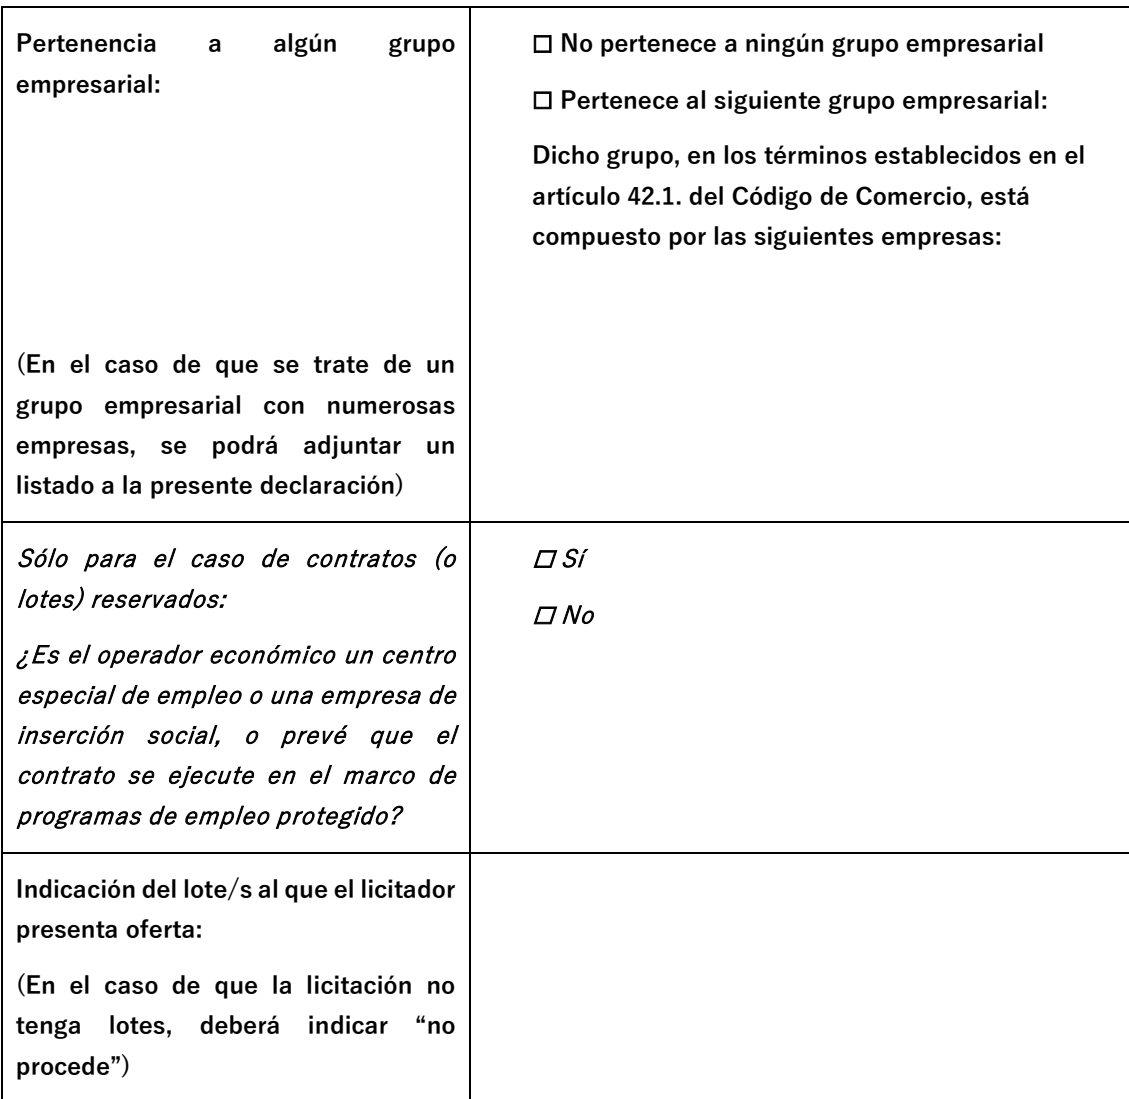 Pertenencia a algún grupo
empresarial:
(En el caso de que se trate de un
grupo empresarial con numerosas
empresas, se podrá adjuntar un
listado a la presente declaración)
☐ No pertenece a ningún grupo empresarial
☐ Pertenece al siguiente grupo empresarial:
Dicho grupo, en los términos establecidos en el
artículo 42.1. del Código de Comercio, está
compuesto por las siguientes empresas:
Sólo para el caso de contratos (o
lotes) reservados:
¿Es el operador económico un centro
especial de empleo o una empresa de
inserción social, o prevé que el
contrato se ejecute en el marco de
programas de empleo protegido?
☐ Sí
☐ No
Indicación del lote/s al que el licitador
presenta oferta:
(En el caso de que la licitación no
tenga lotes, deberá indicar “no
procede”)